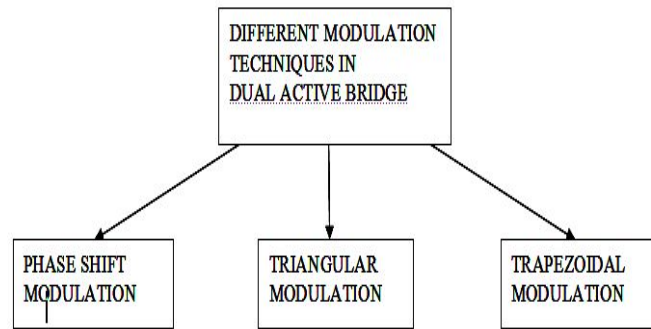 DIFFERENT MODULATION
TECHNIQUES IN
DUAL ACTIVE BRIDGE
PHASE SHIFT
MODULATION
TRIANGULAR
MODULATION
TRAPEZOIDAL
MODULATION